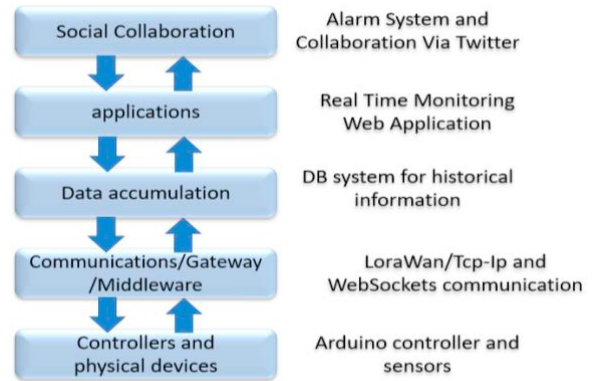 Social Collaboration
Alarm System and
Collaboration Via Twitter
applications
Real Time Monitoring
Web Application
Data accumulation
DB system for historical
information
Communications/Gateway
/Middleware
LoraWan/Tcp-Ip and
WebSockets communication
Controllers and
physical devices
Arduino controller and
sensors